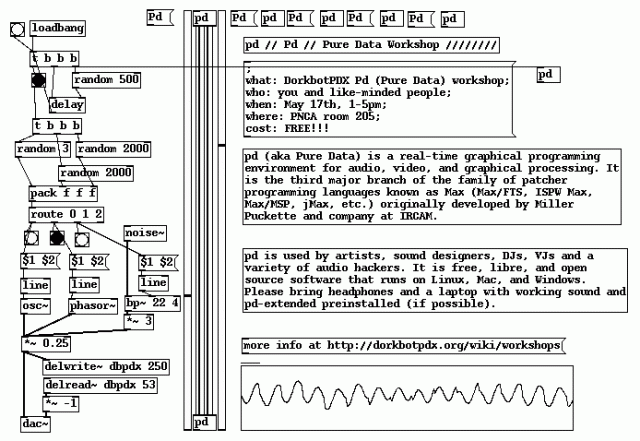 Pd pd Pd pd Pd pd PDX Pd pd Pd pd
loadbang
pd // Pd // Pure Data Workshop /////////
t b b b
random 500
delay
pd
;
what: DorkbotPDX Pd (Pure Data) workshop;
who: you and like-minded people;
when: May 17th, 1-5pm;
where: PNCA room 205;
cost: FREE!!!
t b b b
random 3 random 2000
random 2000
pack f f f
route 0 1 2
pd (aka Pure Data) is a real-time graphical programming
environment for audio, video, and graphical processing. It
is the third major branch of the family of patcher
programming languages known as Max (Max/FTS, ISPW Max,
Max/MSP, jMax, etc.) originally developed by Miller
Puckette and company at IRCAM.
noise~
$1 $2 $1 $2 $1 $2
line line line
osc~ phasor~ bp~ 22 4
*~ 3
pd is used by artists, sound designers, DJs, VJs and a
variety of audio hackers. It is free, libre, and open
source software that runs on Linux, Mac, and Windows.
Please bring headphones and a laptop with working sound and
pd-extended preinstalled (if possible).
*~ 0.25
more info at http://dorkbotpdx.org/wiki/workshops
delwrite~ dbpdx 250
delread~ dbpdx 53
*~ -1
dac~
pd